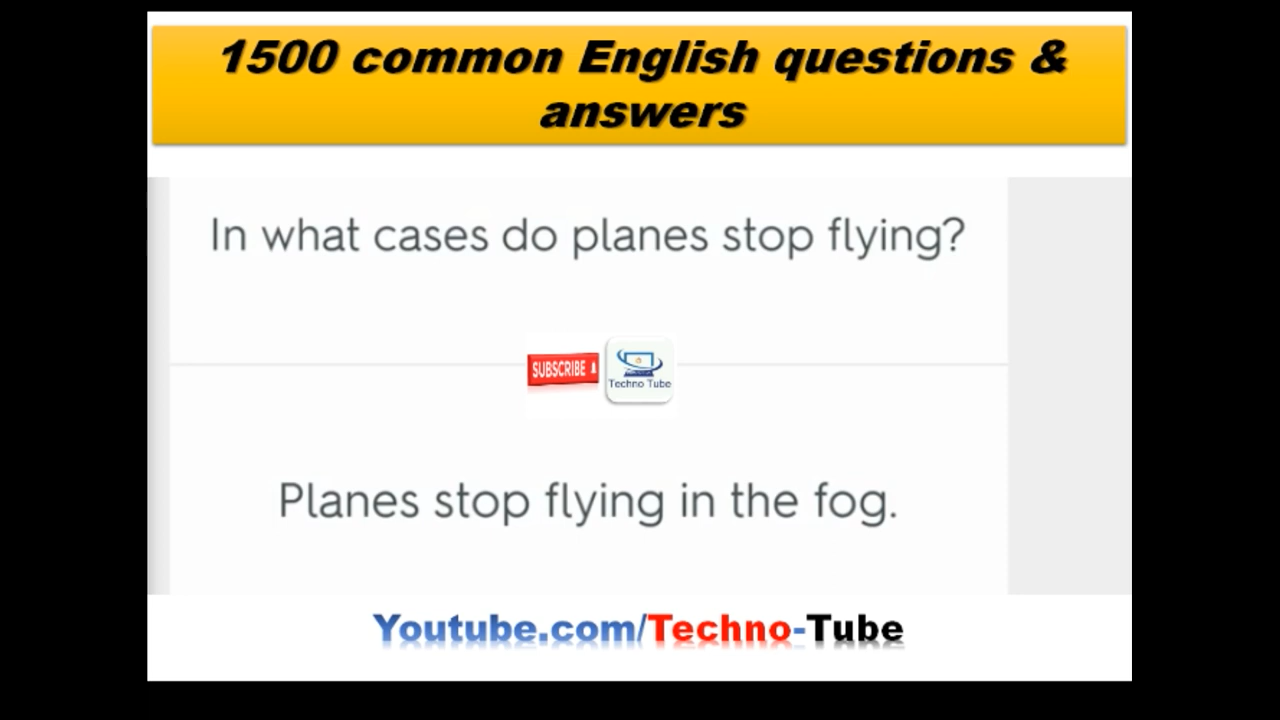 1500 common English questions &
answers
In what cases do planes stop flying?
SUBSCRIBE
Techno Tube
Planes stop flying in the fog.
Youtube.com/Techno-Tube